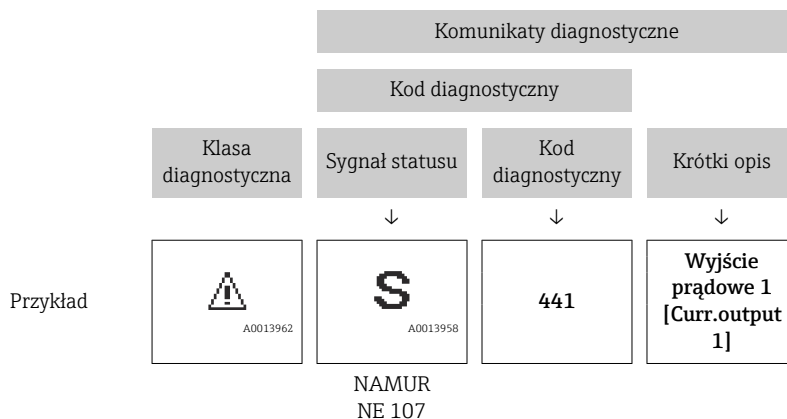 Komunikaty diagnostyczne
Kod diagnostyczny
Klasa
diagnostyczna
Sygnał statusu
Kod
diagnostyczny
Krótki opis
↓ ↓ ↓
Przykład
A0013962
S
A0013958
441
Wyjście
prądowe 1
[Curr.output
1]
NAMUR
NE 107